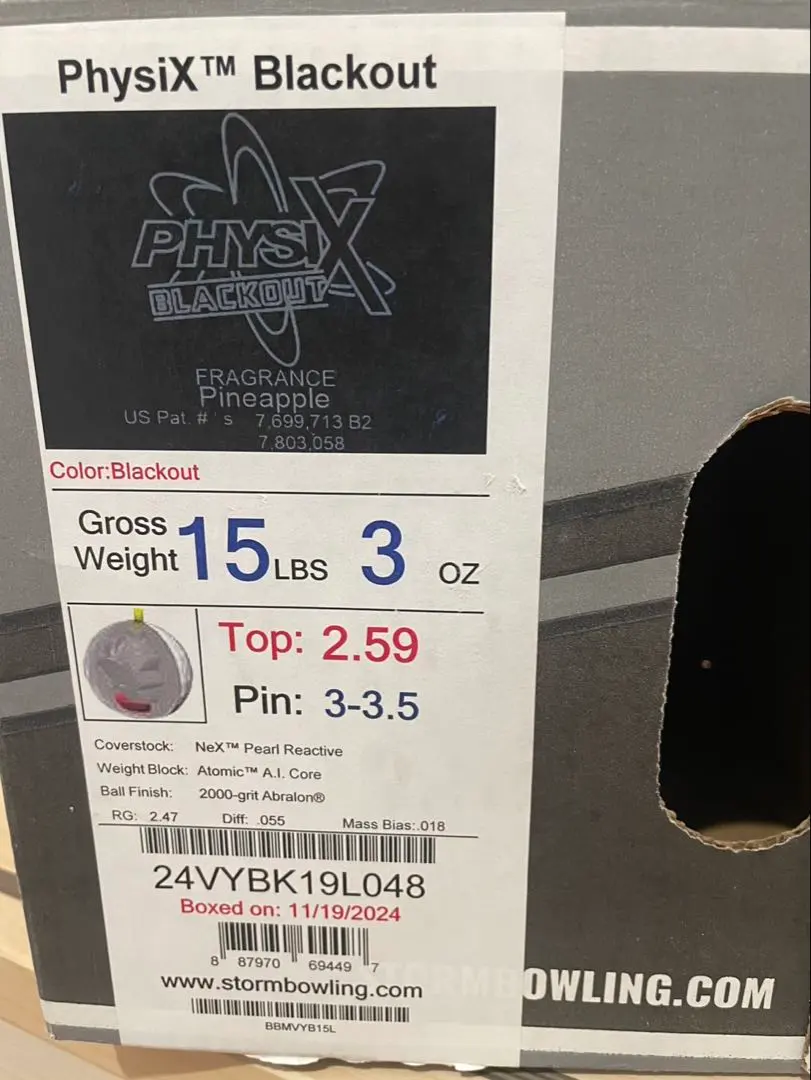 PhysiX™ Blackout
PHYSIX
BLACKOUT
FRAGRANCE
Pineapple
US Pat. # ' s 7,699,713 B2
7,803,058
Color:Blackout
Gross Weight 15 LBS 3 OZ
Top: 2.59
Pin: 3-3.5
Coverstock: NeX™ Pearl Reactive
Weight Block: Atomic™ A.I. Core
Ball Finish: 2000-grit Abralon®
RG: 2.47 Diff: .055 Mass Bias:.018
24VYBK19L048
Boxed on: 11/19/2024
8 87970 69449 7
www.stormbowling.com
BBMVYB15L
STORMBOWLING.COM